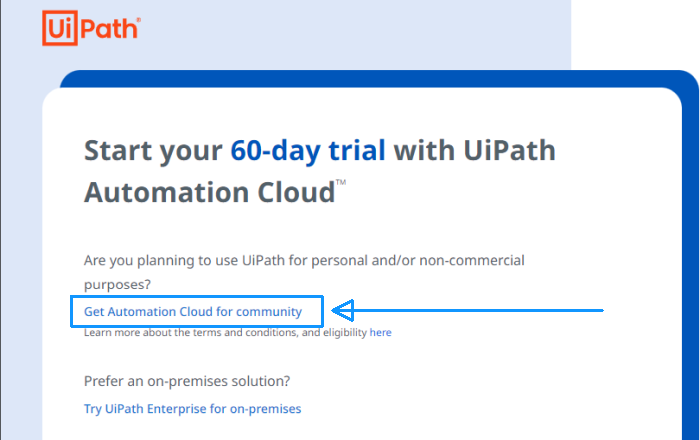 UiPath®
Start your 60-day trial with UiPath
Automation Cloud™
Are you planning to use UiPath for personal and/or non-commercial
purposes?
Get Automation Cloud for community
Learn more about the terms and conditions, and eligibility here
Prefer an on-premises solution?
Try UiPath Enterprise for on-premises